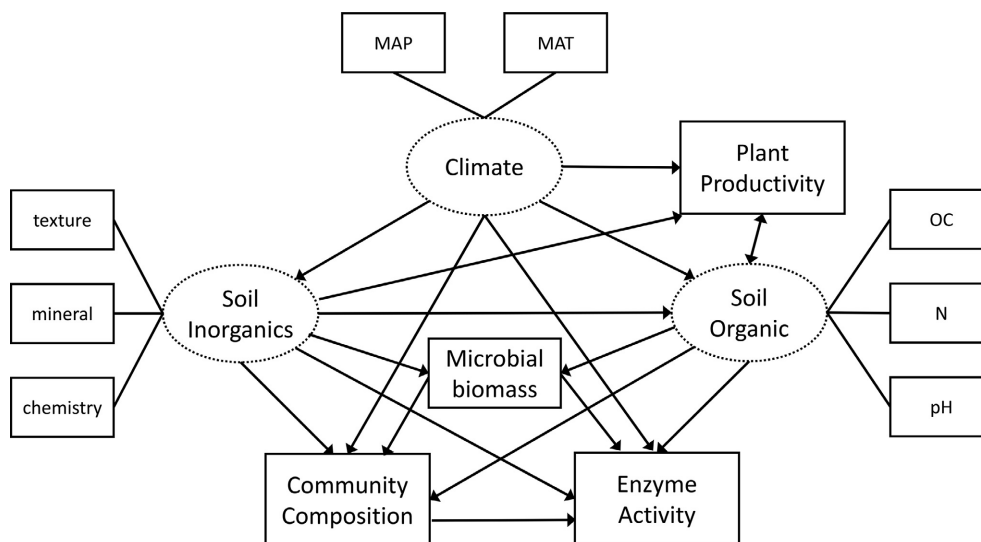 MAP
MAT
Climate
Plant
Productivity
texture
mineral
chemistry
Soil
Inorganics
Soil
Organic
OC
N
pH
Microbial
biomass
Community
Composition
Enzyme
Activity